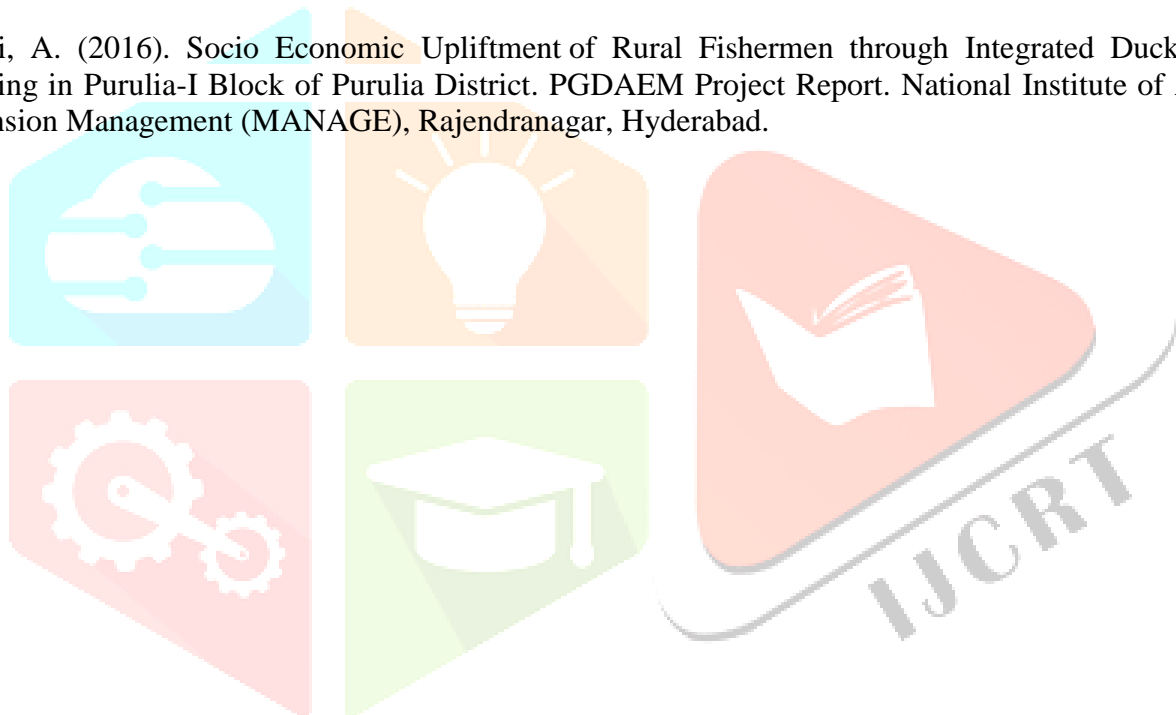 i, A. (2016). Socio Economic Upliftment of Rural Fishermen through Integrated Duck
ing in Purulia-I Block of Purulia District. PGDAEM Project Report. National Institute of
nsion Management (MANAGE), Rajendranagar, Hyderabad.
IJCRT